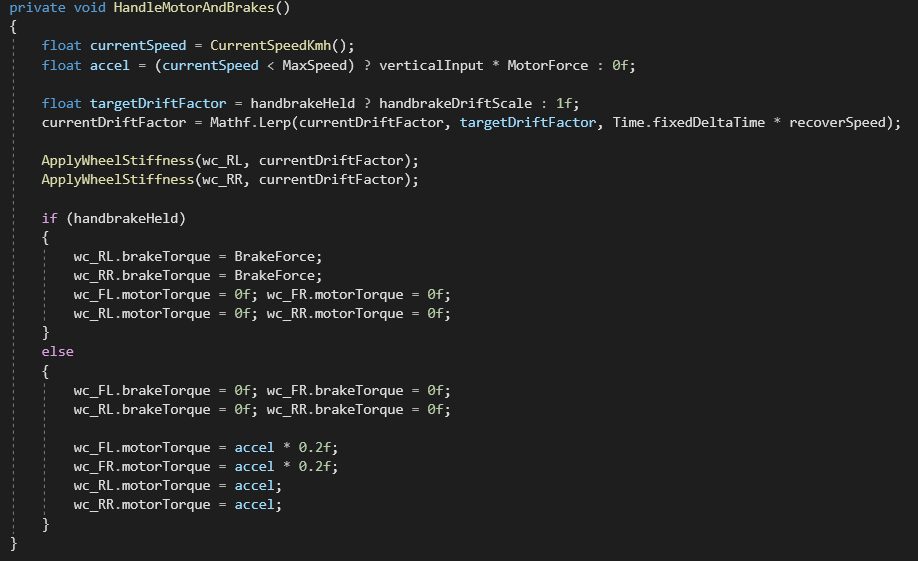 private void HandleMotorAndBrakes()
{
float currentSpeed = CurrentSpeedKmh();
float accel = (currentSpeed < MaxSpeed) ? verticalInput * MotorForce : 0f;
float targetDriftFactor = handbrakeHeld ? handbrakeDriftScale : 1f;
currentDriftFactor = Mathf.Lerp(currentDriftFactor, targetDriftFactor, Time.fixedDeltaTime * recoverSpeed);
ApplyWheelStiffness(wc_RL, currentDriftFactor);
ApplyWheelStiffness(wc_RR, currentDriftFactor);
if (handbrakeHeld)
{
wc_RL.brakeTorque = BrakeForce;
wc_RR.brakeTorque = BrakeForce;
wc_FL.motorTorque = 0f; wc_FR.motorTorque = 0f;
wc_RL.motorTorque = 0f; wc_RR.motorTorque = 0f;
}
else
{
wc_FL.brakeTorque = 0f; wc_FR.brakeTorque = 0f;
wc_RL.brakeTorque = 0f; wc_RR.brakeTorque = 0f;
wc_FL.motorTorque = accel * 0.2f;
wc_FR.motorTorque = accel * 0.2f;
wc_RL.motorTorque = accel;
wc_RR.motorTorque = accel;
}
}